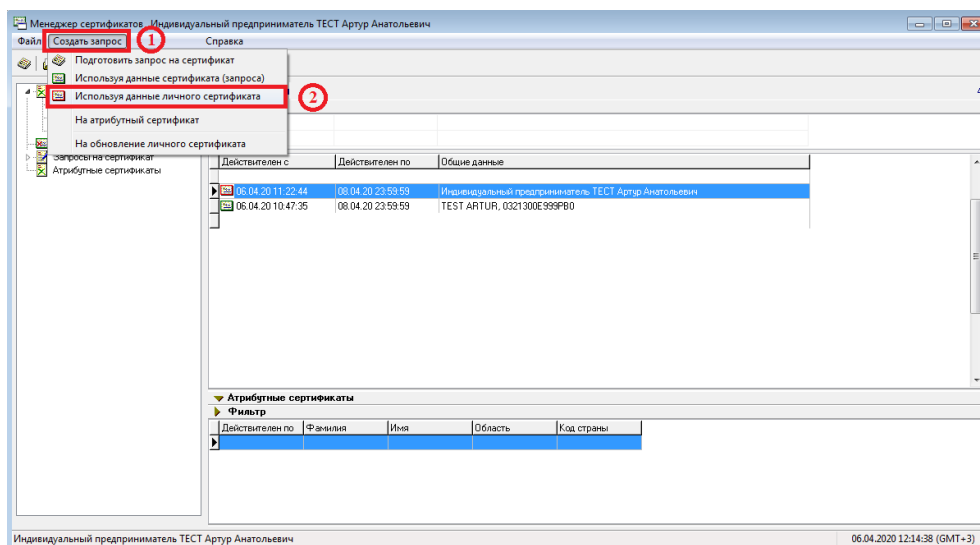 Менеджер сертификатов Индивидуальный предприниматель ТЕСТ Артур Анатольевич
Файл Создать запрос 1 Справка
Подготовить запрос на сертификат
Используя данные сертификата (запроса)
Используя данные личного сертификата 2
На атрибутный сертификат
На обновление личного сертификата
Запросы на сертификат
Атрибутные сертификаты
Действителен с Действителен по Общие данные
06.04.20 11:22:44 08.04.20 23:59:59 Индивидуальный предприниматель ТЕСТ Артур Анатольевич
06.04.20 10:47:35 08.04.20 23:59:59 TEST ARTUR, 0321300E999PB0
Атрибутные сертификаты
Фильтр
Действителен по Фамилия Имя Область Код страны
Индивидуальный предприниматель ТЕСТ Артур Анатольевич 06.04.2020 12:14:38 (GMT+3)